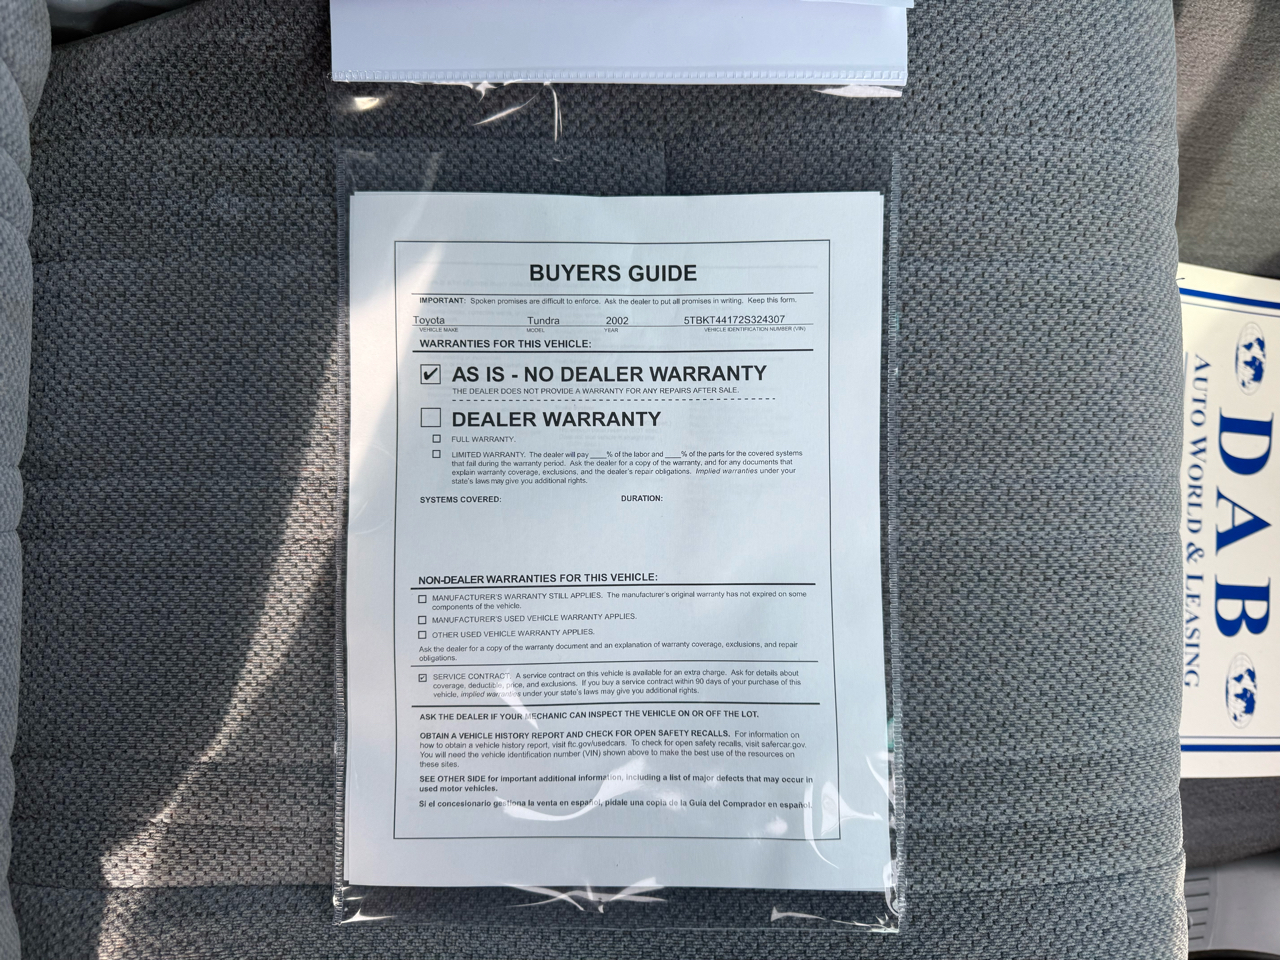 BUYERS GUIDE
IMPORTANT: Spoken promises are difficult to enforce. Ask the dealer to put all promises in writing. Keep this form.
Toyota Tundra 2002 5TBKT44172S324307
VEHICLE MAKE MODEL YEAR VEHICLE IDENTIFICATION NUMBER (VIN)
WARRANTIES FOR THIS VEHICLE:
✔ AS IS - NO DEALER WARRANTY
THE DEALER DOES NOT PROVIDE A WARRANTY FOR ANY REPAIRS AFTER SALE.
☐ DEALER WARRANTY
☐ FULL WARRANTY.
☐ LIMITED WARRANTY. The dealer will pay ____% of the labor and ____% of the parts for the covered systems
that fail during the warranty period. Ask the dealer for a copy of the warranty, and for any documents that
explain warranty coverage, exclusions, and the dealer's repair obligations. Implied warranties under your
state's laws may give you additional rights.
SYSTEMS COVERED: DURATION:
NON-DEALER WARRANTIES FOR THIS VEHICLE:
☐ MANUFACTURER'S WARRANTY STILL APPLIES. The manufacturer's original warranty has not expired on some
components of the vehicle.
☐ MANUFACTURER'S USED VEHICLE WARRANTY APPLIES.
☐ OTHER USED VEHICLE WARRANTY APPLIES.
Ask the dealer for a copy of the warranty document and an explanation of warranty coverage, exclusions, and repair
obligations.
☑ SERVICE CONTRACT. A service contract on this vehicle is available for an extra charge. Ask for details about
coverage, deductible, price, and exclusions. If you buy a service contract within 90 days of your purchase of this
vehicle, implied warranties under your state's laws may give you additional rights.
ASK THE DEALER IF YOUR MECHANIC CAN INSPECT THE VEHICLE ON OR OFF THE LOT.
OBTAIN A VEHICLE HISTORY REPORT AND CHECK FOR OPEN SAFETY RECALLS. For information on
how to obtain a vehicle history report, visit ftc.gov/usedcars. To check for open safety recalls, visit safercar.gov.
You will need the vehicle identification number (VIN) shown above to make the best use of the resources on
these sites.
SEE OTHER SIDE for important additional information, including a list of major defects that may occur in
used motor vehicles.
Si el concesionario gestiona la venta en español, pídale una copia de la Guía del Comprador en español.
DAB
AUTO WORLD & LEASING